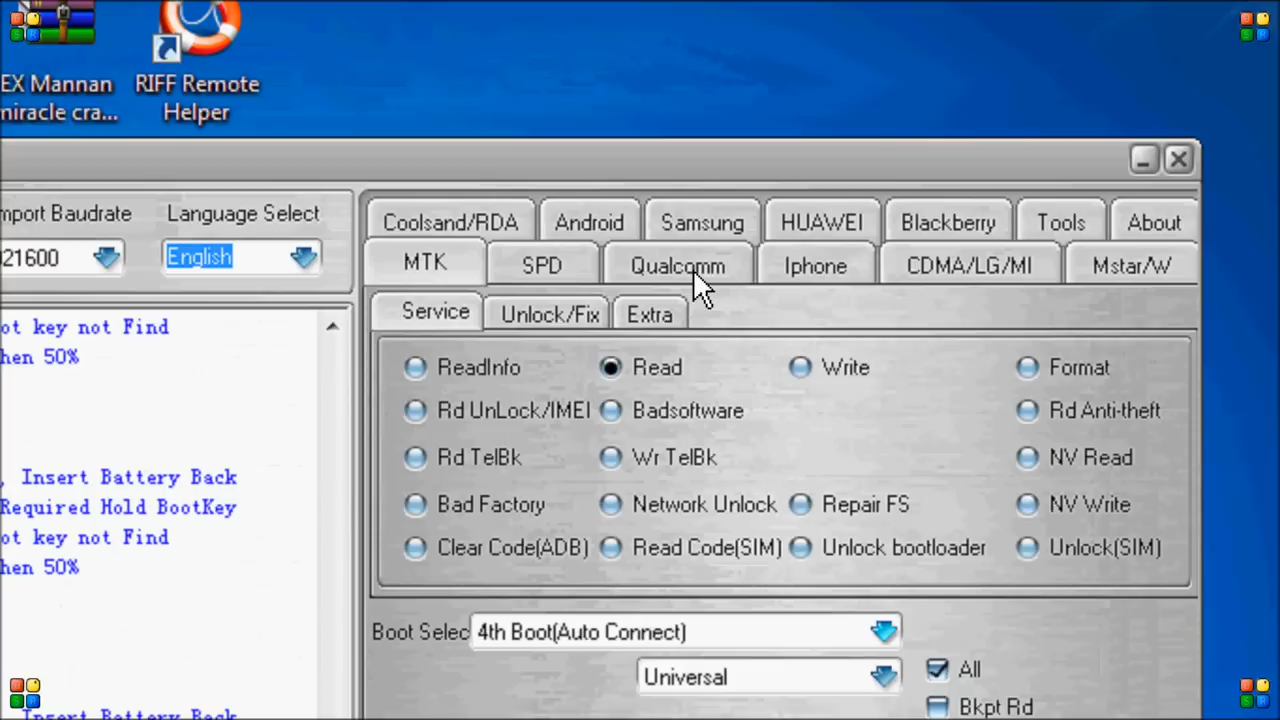 EX Mannan
miracle cra...
RIFF Remote
Helper
mport Baudrate
Language Select
21600
English
Coolsand/RDA
Android
Samsung
HUAWEI
Blackberry
Tools
About
MTK
SPD
Qualcomm
Iphone
CDMA/LG/MI
Mstar/W
Service
Unlock/Fix
Extra
ot key not Find
hen 50%
, Insert Battery Back
Required Hold BootKey
ot key not Find
hen 50%
Insert Battery Back
ReadInfo
Read
Write
Format
Rd UnLock/IMEI
Badsoftware
Rd Anti-theft
Rd TelBk
Wr TelBk
NV Read
Bad Factory
Network Unlock
Repair FS
NV Write
Clear Code(ADB)
Read Code(SIM)
Unlock bootloader
Unlock(SIM)
Boot Selec
4th Boot(Auto Connect)
Universal
All
Bkpt Rd